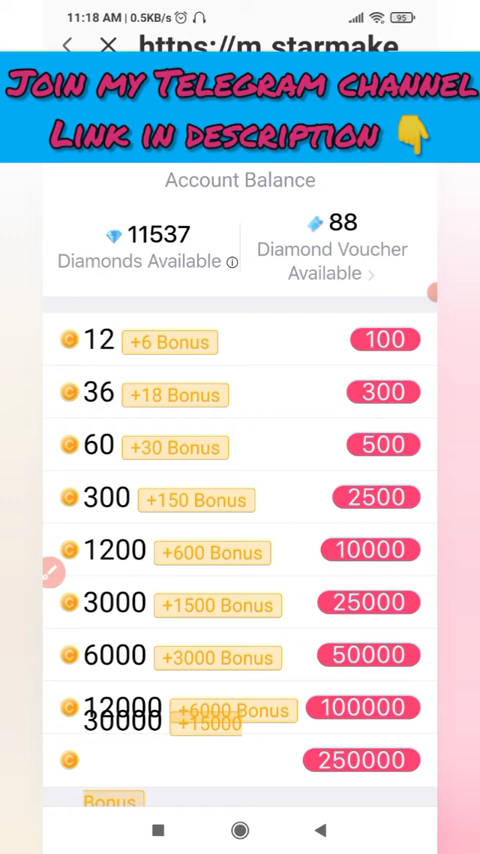 11:18 AM | 0.5KB/s
95
https://m.starmake
Join my Telegram channel
Link in description 👇
Account Balance
11537
Diamonds Available
88
Diamond Voucher
Available >
12 +6 Bonus 100
36 +18 Bonus 300
60 +30 Bonus 500
300 +150 Bonus 2500
1200 +600 Bonus 10000
3000 +1500 Bonus 25000
6000 +3000 Bonus 50000
12000 +6000 Bonus 100000
30000 +15000
250000
Bonus